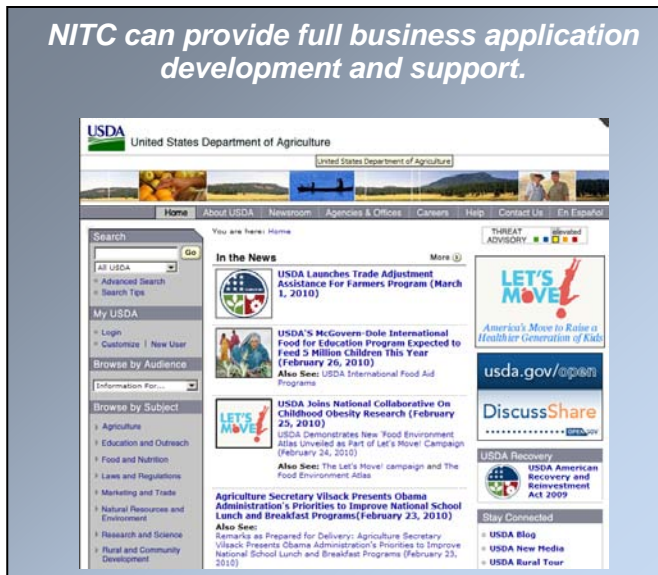 NITC can provide full business application
development and support.
USDA
United States Department of Agriculture
United States Department of Agriculture
Home
About USDA
Newsroom
Agencies & Offices
Careers
Help
Contact Us
En Español
Search
Go
All USDA
Advanced Search
Search Tips
My USDA
Login
Customize | New User
Browse by Audience
Information For...
Browse by Subject
Agriculture
Education and Outreach
Food and Nutrition
Laws and Regulations
Marketing and Trade
Natural Resources and
Environment
Research and Science
Rural and Community
Development
You are here: Home
In the News
More
USDA Launches Trade Adjustment
Assistance For Farmers Program (March
1, 2010)
USDA'S McGovern-Dole International
Food for Education Program Expected to
Feed 5 Million Children This Year
(February 26, 2010)
Also See: USDA International Food Aid
Programs
LET'S
MOVE!
USDA Joins National Collaborative On
Childhood Obesity Research (February
25, 2010)
USDA Demonstrates New 'Food Environment
Atlas Unveiled as Part of Let's Move! Campaign
(February 24, 2010)
Also See: The Let's Move! campaign and The
Food Environment Atlas
Agriculture Secretary Vilsack Presents Obama
Administration's Priorities to Improve National School
Lunch and Breakfast Programs(February 23, 2010)
Also See:
Remarks as Prepared for Delivery: Agriculture Secretary
Vilsack Presents Obama Administration's Priorities to Improve
National School Lunch and Breakfast Programs (February 23,
2010)
THREAT
ADVISORY
elevated
LET'S
MOVE!
America's Move to Raise a
Healthier Generation of Kids
usda.gov/open
DiscussShare
OPEN.GOV
USDA Recovery
USDA American
Recovery and
Reinvestment
Act 2009
Stay Connected
USDA Blog
USDA New Media
USDA Rural Tour